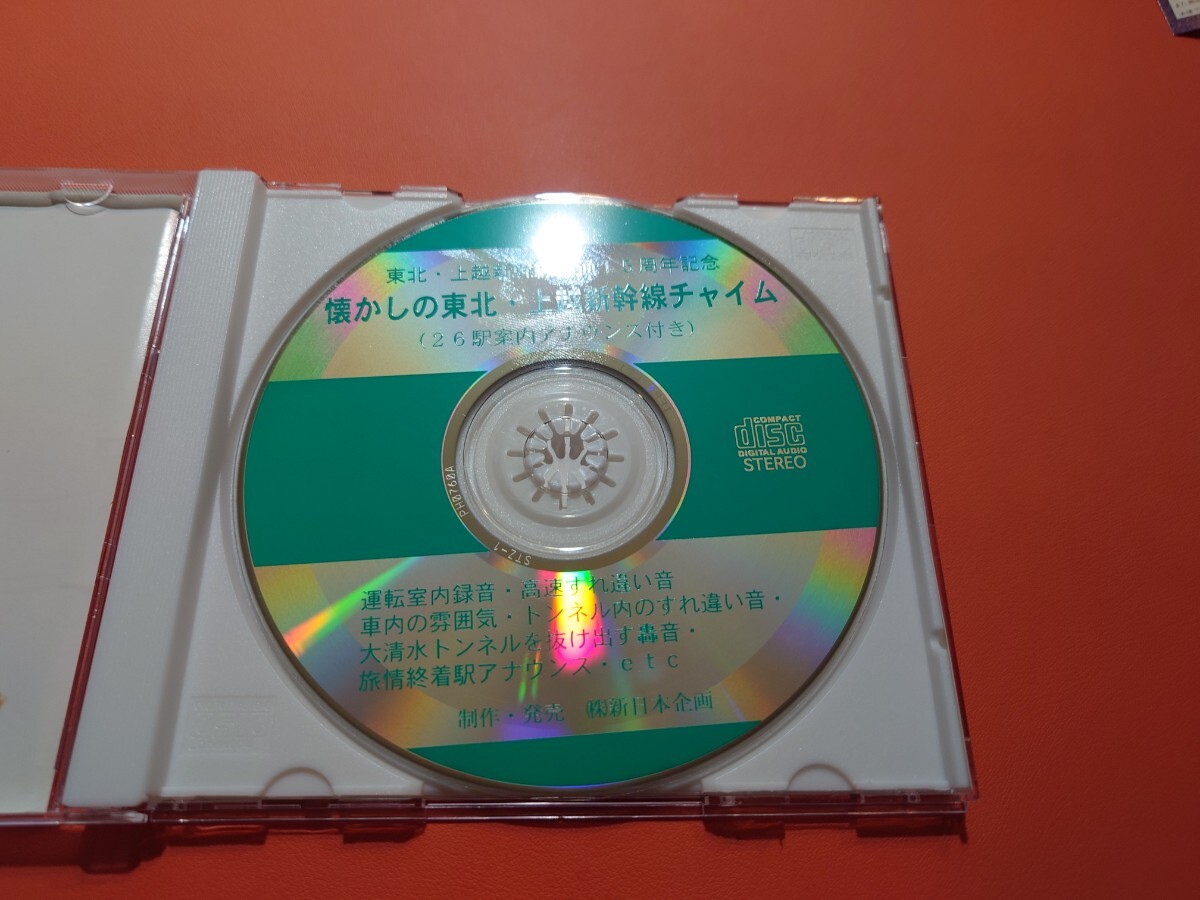 東北・上越新 周年記念
懐かしの東北・上越新幹線チャイム
(26駅案内アナウンス付き)
COMPACT
disc
DIGITAL AUDIO
STEREO
PH0760A
STZ-1
運転室内録音・高速すれ違い音
車内の雰囲気・トンネル内のすれ違い音・
大清水トンネルを抜け出す轟音・
旅情終着駅アナウンス・etc
制作・発売 ㈱新日本企画